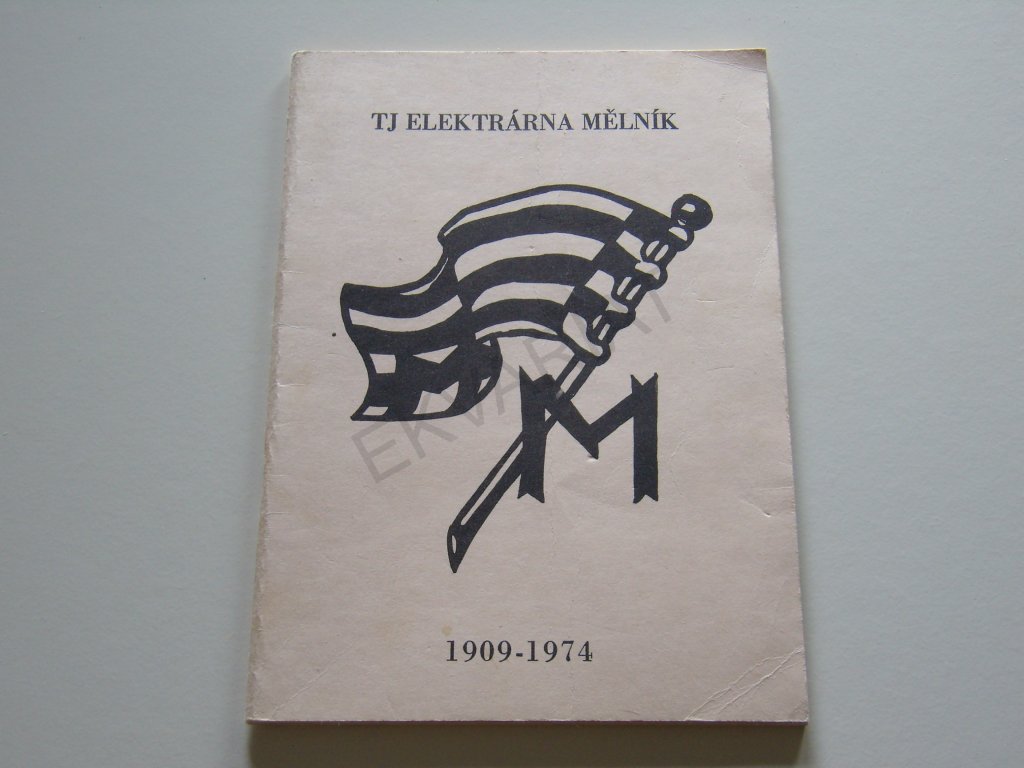 TJ ELEKTRÁRNA MĚLNÍK
M
1909-1974